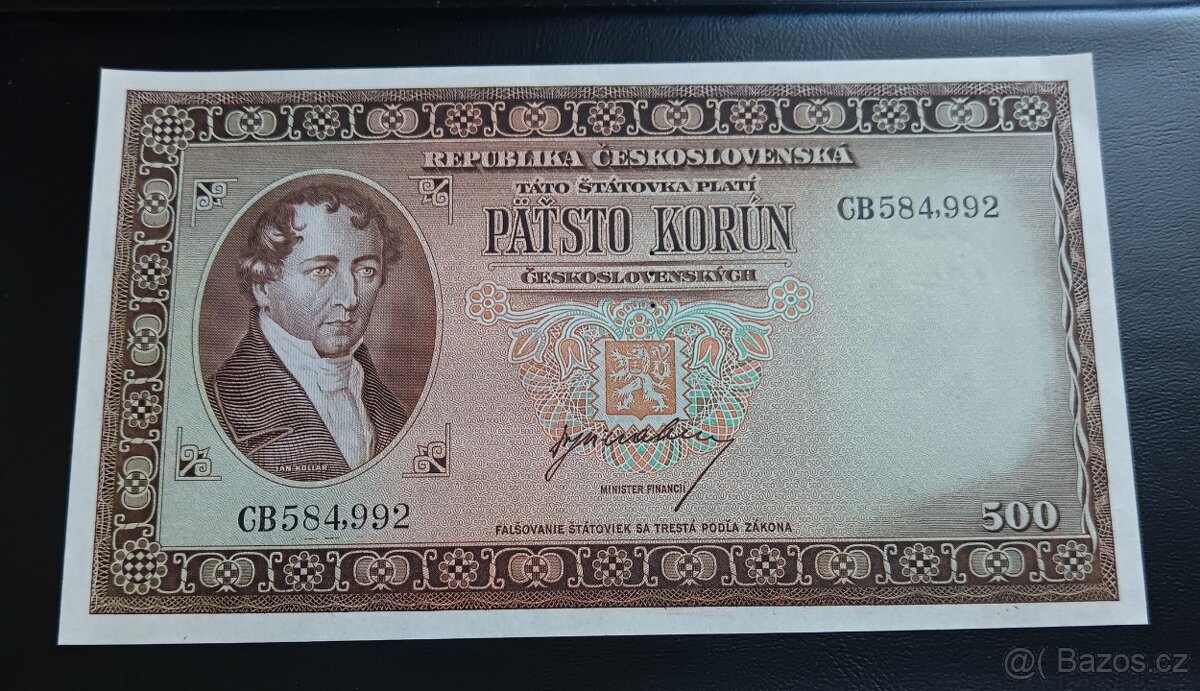 REPUBLIKA ČESKOSLOVENSKÁ
TÁTO ŠTÁTOVKA PLATÍ
PÄŤSTO KORÚN
ČESKOSLOVENSKÝCH
CB584,992
JAN·KOLLÁR
MINISTER FINANCIÍ
CB584,992
FALŠOVANIE ŠTÁTOVIEK SA TRESTÁ PODĽA ZÁKONA
500
@( Bazos.cz